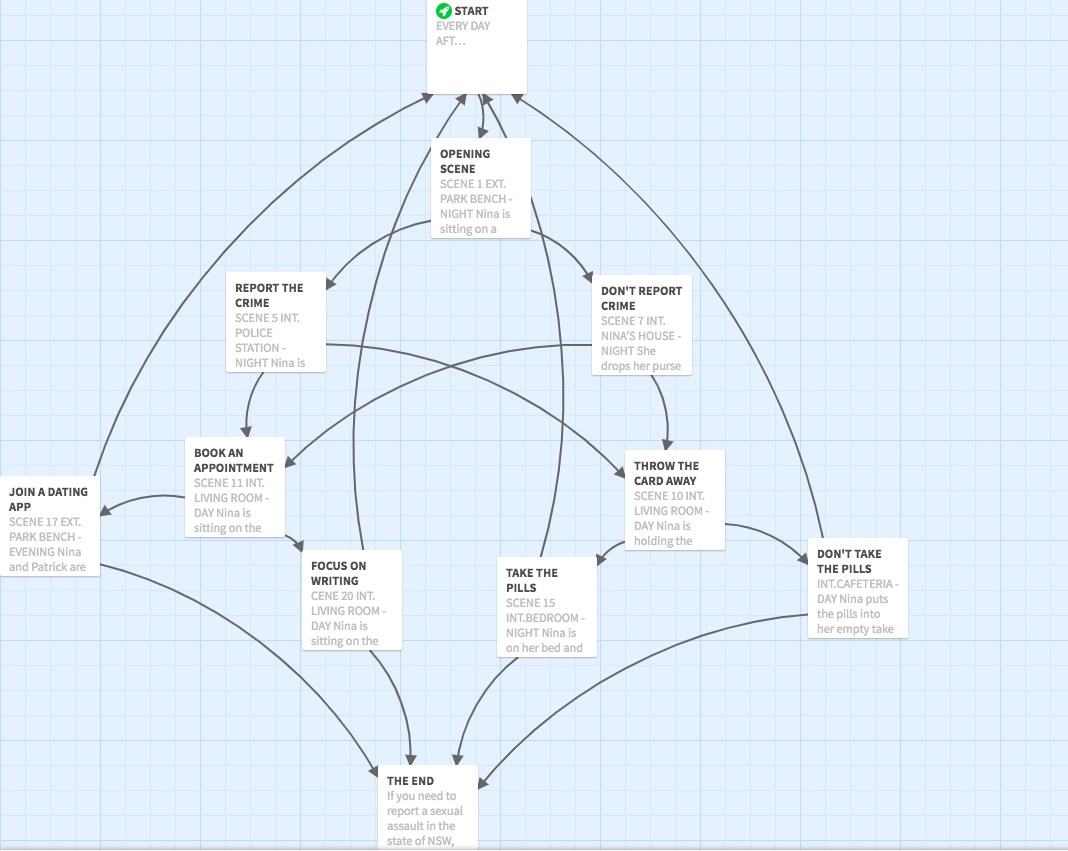 START
EVERY DAY
AFT...
OPENING
SCENE
SCENE 1 EXT.
PARK BENCH -
NIGHT Nina is
sitting on a
REPORT THE
CRIME
SCENE 5 INT.
POLICE
STATION -
NIGHT Nina is
DON'T REPORT
CRIME
SCENE 7 INT.
NINA'S HOUSE -
NIGHT She
drops her purse
BOOK AN
APPOINTMENT
SCENE 11 INT.
LIVING ROOM -
DAY Nina is
sitting on the
THROW THE
CARD AWAY
SCENE 10 INT.
LIVING ROOM -
DAY Nina is
holding the
JOIN A DATING
APP
SCENE 17 EXT.
PARK BENCH -
EVENING Nina
and Patrick are
FOCUS ON
WRITING
CENE 20 INT.
LIVING ROOM -
DAY Nina is
sitting on the
TAKE THE
PILLS
SCENE 15
INT.BEDROOM -
NIGHT Nina is
on her bed and
DON'T TAKE
THE PILLS
INT.CAFETERIA -
DAY Nina puts
the pills into
her empty take
THE END
If you need to
report a sexual
assault in the
state of NSW,